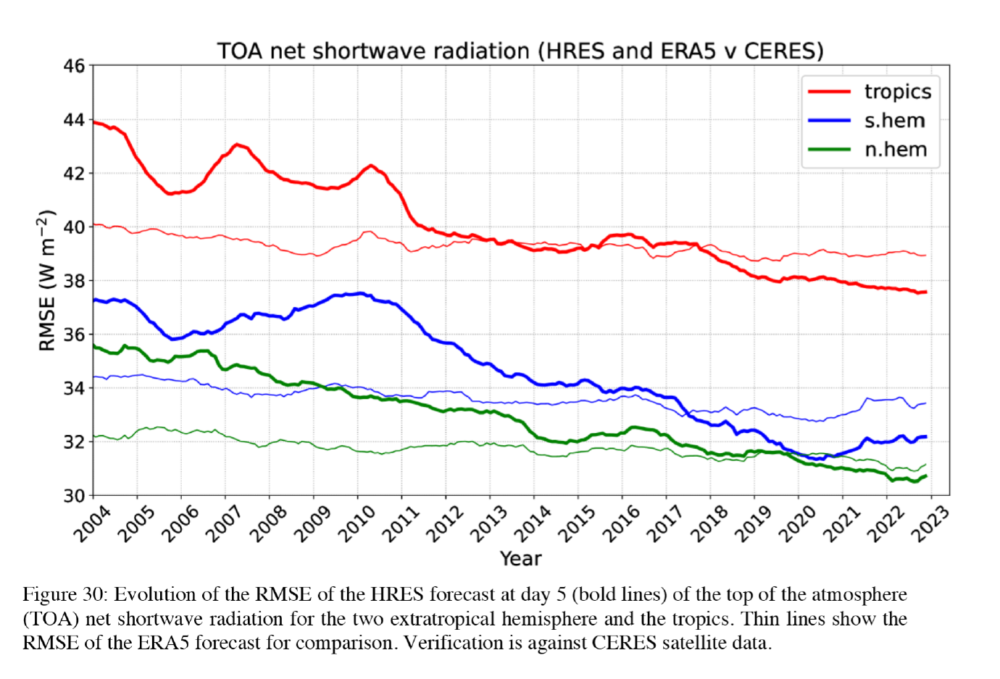 TOA net shortwave radiation (HRES and ERA5 v CERES)
46
44
42
40
38
36
34
32
30
RMSE (W m⁻²)
tropics
s.hem
n.hem
2004 2005 2006 2007 2008 2009 2010 2011 2012 2013 2014 2015 2016 2017 2018 2019 2020 2021 2022 2023
Year
Figure 30: Evolution of the RMSE of the HRES forecast at day 5 (bold lines) of the top of the atmosphere
(TOA) net shortwave radiation for the two extratropical hemisphere and the tropics. Thin lines show the
RMSE of the ERA5 forecast for comparison. Verification is against CERES satellite data.